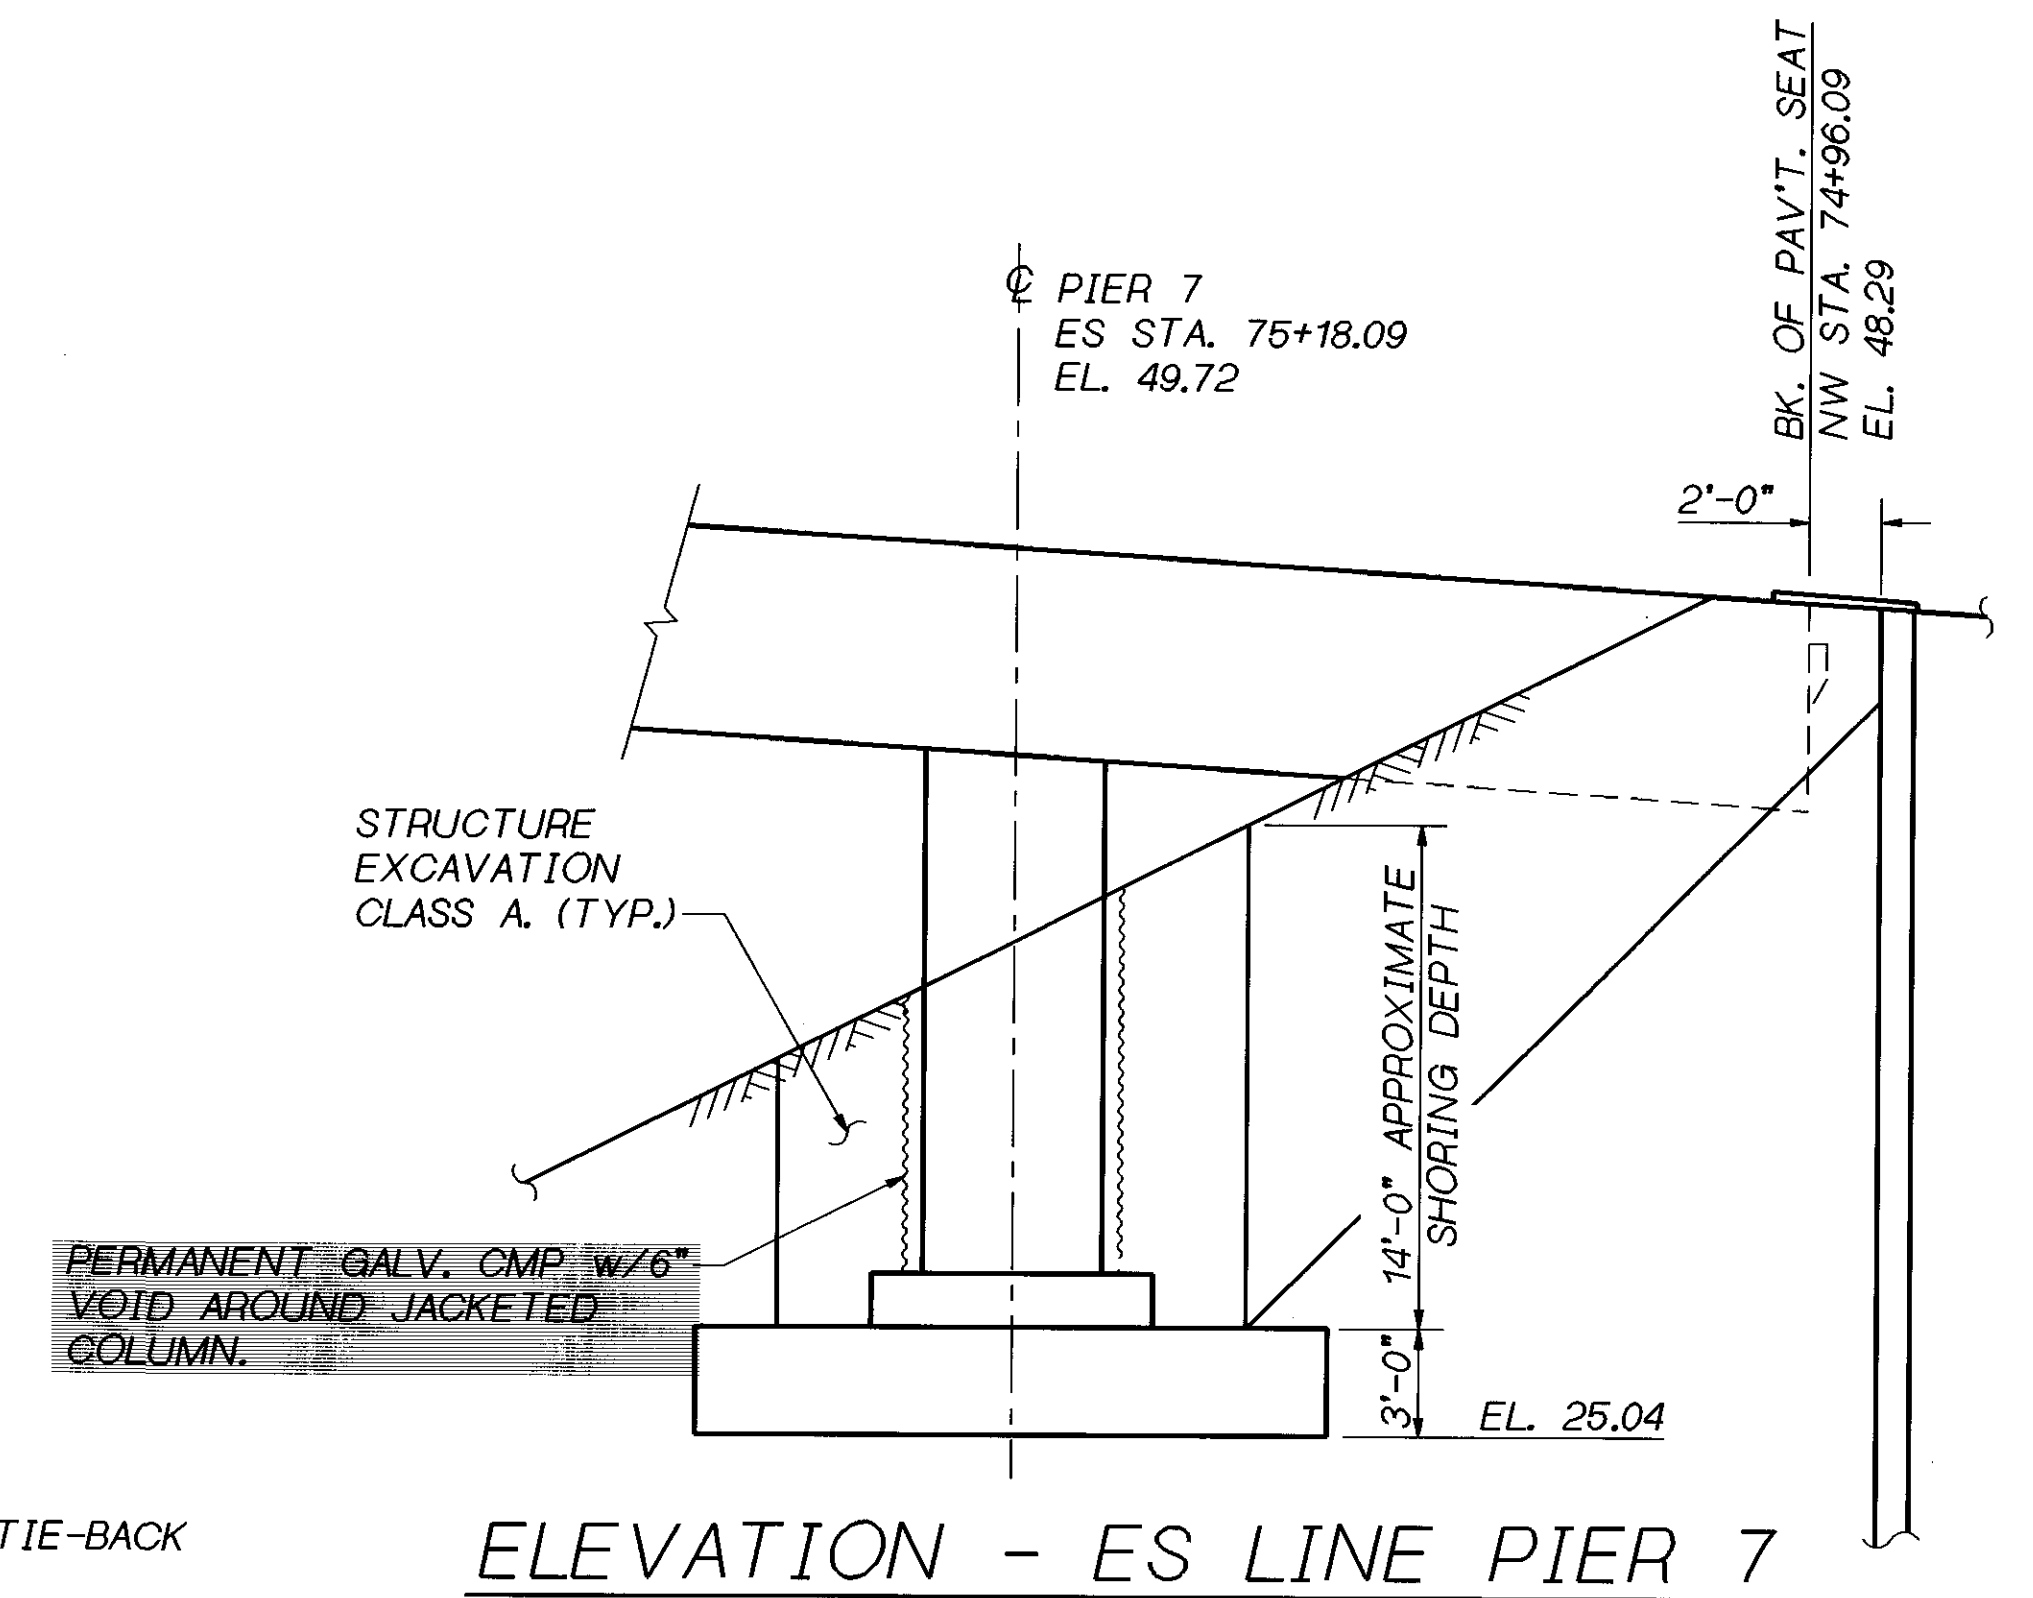 BK. OF PAV'T. SEAT
NW STA. 74+96.09
EL. 48.29
℄ PIER 7
ES STA. 75+18.09
EL. 49.72
2'-0"
STRUCTURE
EXCAVATION
CLASS A. (TYP.)
14'-0" APPROXIMATE
SHORING DEPTH
PERMANENT GALV. CMP w/6"
VOID AROUND JACKETED
COLUMN.
3'-0"
EL. 25.04
TIE-BACK
ELEVATION - ES LINE PIER 7